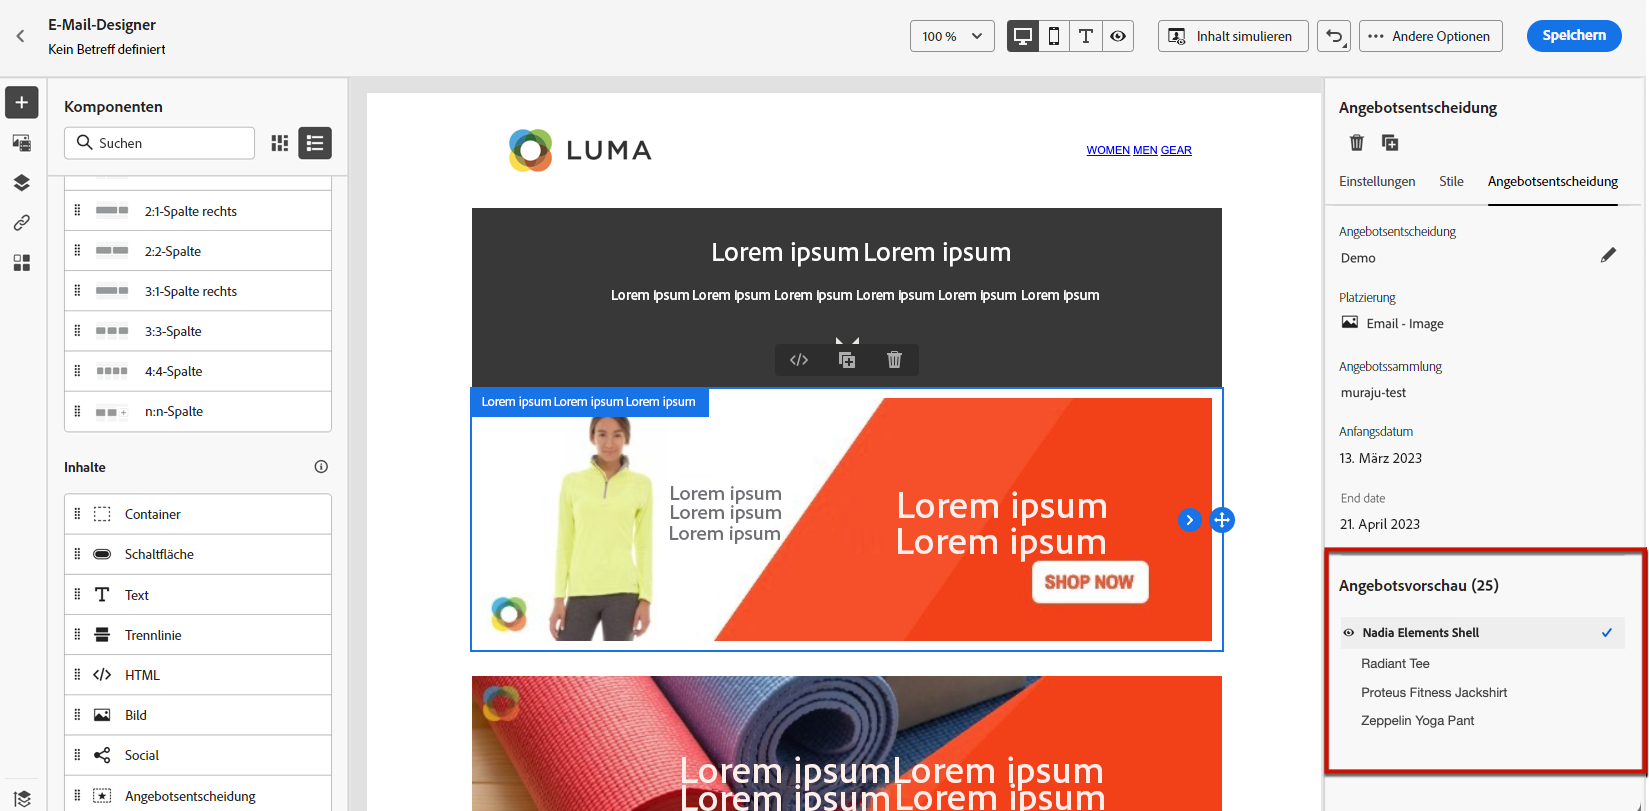 E-Mail-Designer
Kein Betreff definiert
100 %
Inhalt simulieren
Andere Optionen
Speichern
Komponenten
Suchen
2:1-Spalte rechts
2:2-Spalte
3:1-Spalte rechts
3:3-Spalte
4:4-Spalte
n:n-Spalte
Inhalte
Container
Schaltfläche
Text
Trennlinie
HTML
Bild
Social
Angebotsentscheidung
LUMA
WOMEN MEN GEAR
Lorem ipsum Lorem ipsum
Lorem Ipsum Lorem Ipsum Lorem Ipsum Lorem Ipsum Lorem Ipsum Lorem Ipsum
Lorem ipsum Lorem ipsum Lorem ipsum
Lorem ipsum
Lorem ipsum
Lorem ipsum
Lorem ipsum
Lorem ipsum
SHOP NOW
Lorem ipsumLorem ipsum
Lorem ipsumLorem ipsum
Angebotsentscheidung
Einstellungen
Stile
Angebotsentscheidung
Angebotsentscheidung
Demo
Platzierung
Email - Image
Angebotssammlung
muraju-test
Anfangsdatum
13. März 2023
End date
21. April 2023
Angebotsvorschau (25)
Nadia Elements Shell
Radiant Tee
Proteus Fitness Jackshirt
Zeppelin Yoga Pant